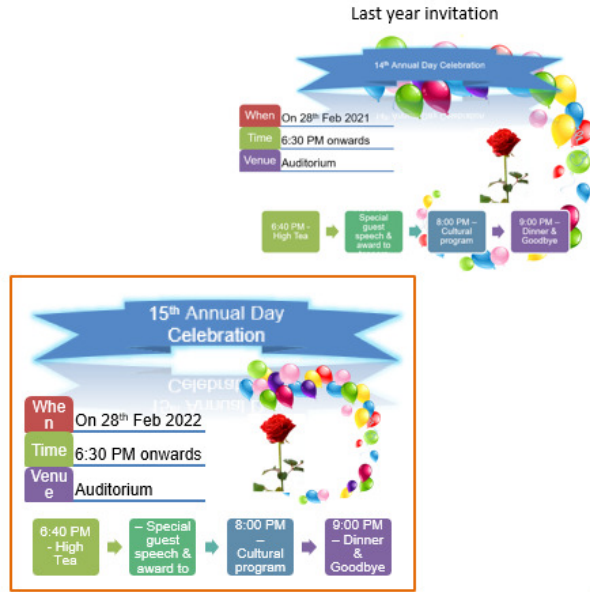 Last year invitation
14th Annual Day Celebration
When On 28th Feb 2021
Time 6:30 PM onwards
Venue Auditorium
6:40 PM -
High Tea
Special
guest
speech &
award to
8:00 PM –
Cultural
program
9:00 PM –
Dinner &
Goodbye
15th Annual Day
Celebration
Whe
n
On 28th Feb 2022
Time 6:30 PM onwards
Venu
e
Auditorium
6:40 PM
- High
Tea
– Special
guest
speech &
award to
8:00 PM
–
Cultural
program
9:00 PM
– Dinner
&
Goodbye